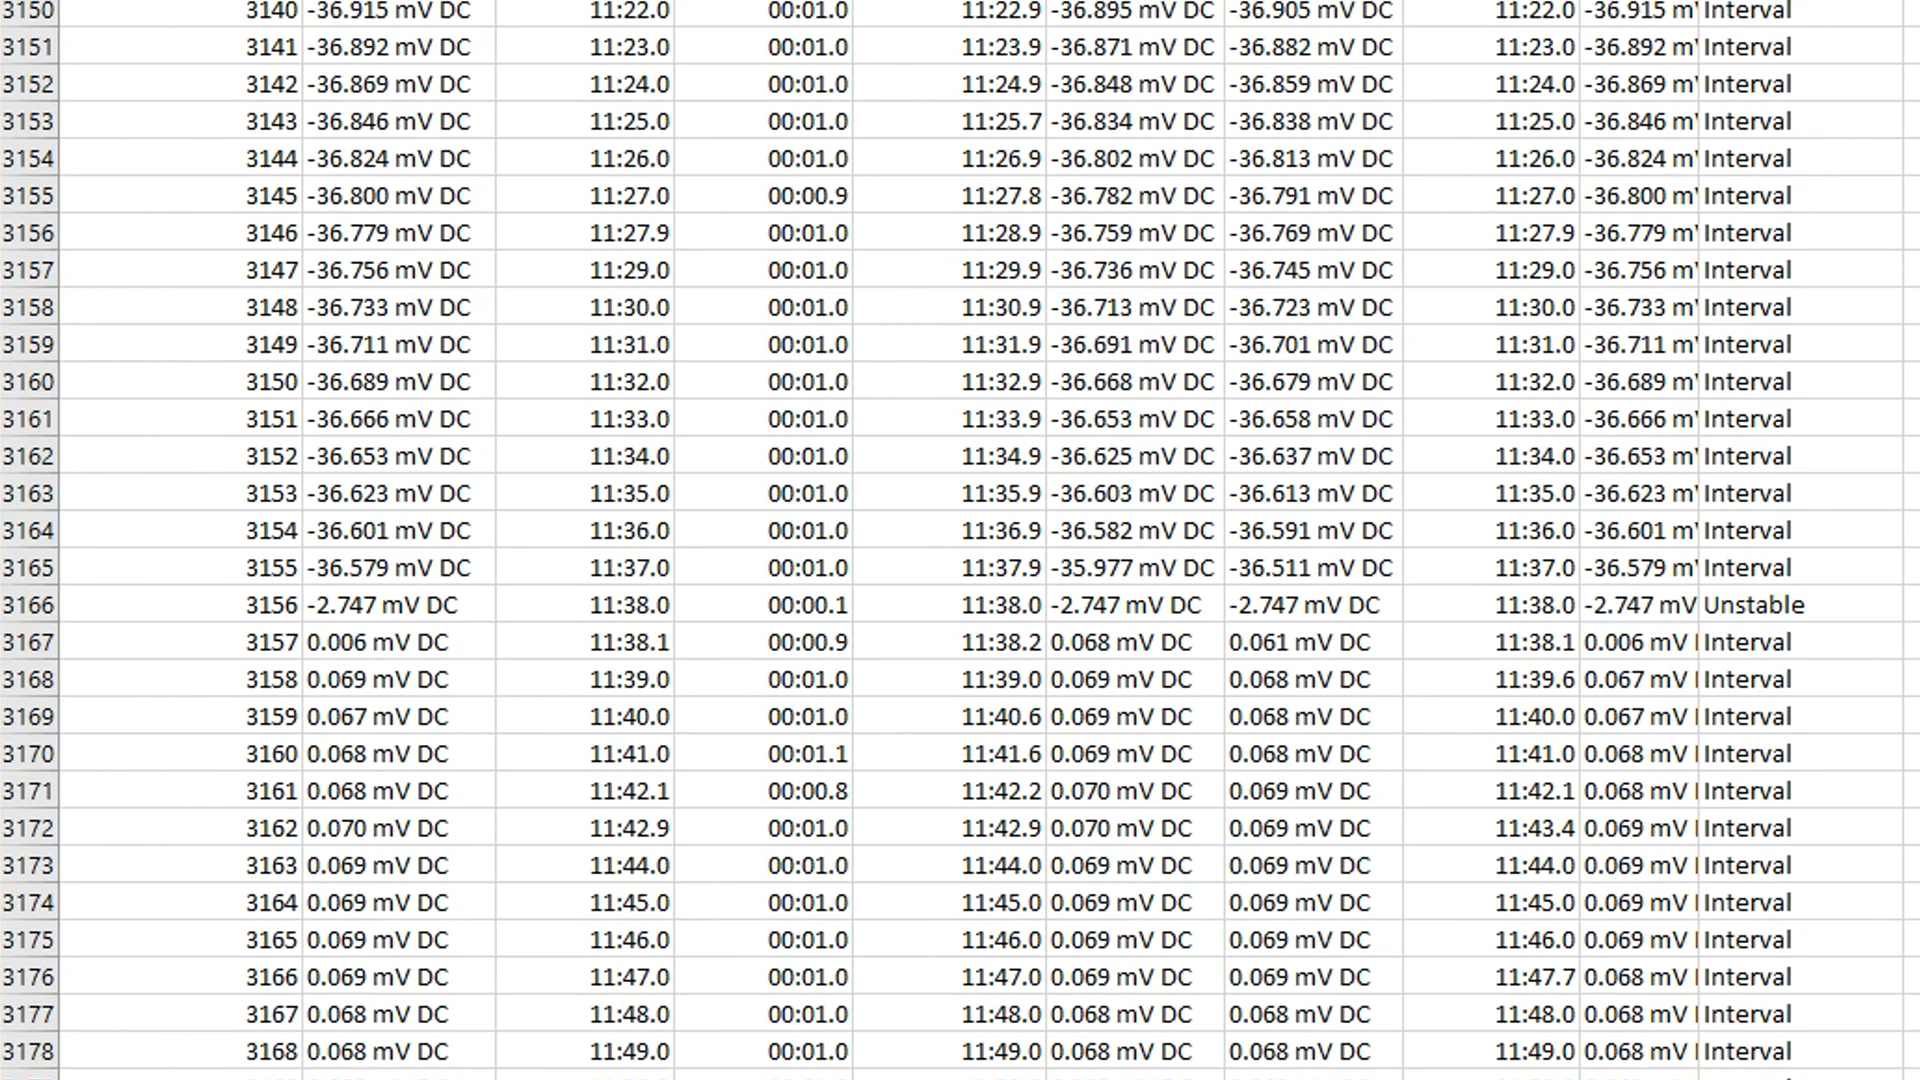 3150 3140 -36.915 mV DC 11:22.0 00:01.0 11:22.9 -36.895 mV DC -36.905 mV DC 11:22.0 -36.915 m Interval
3151 3141 -36.892 mV DC 11:23.0 00:01.0 11:23.9 -36.871 mV DC -36.882 mV DC 11:23.0 -36.892 m Interval
3152 3142 -36.869 mV DC 11:24.0 00:01.0 11:24.9 -36.848 mV DC -36.859 mV DC 11:24.0 -36.869 m Interval
3153 3143 -36.846 mV DC 11:25.0 00:01.0 11:25.7 -36.834 mV DC -36.838 mV DC 11:25.0 -36.846 m Interval
3154 3144 -36.824 mV DC 11:26.0 00:01.0 11:26.9 -36.802 mV DC -36.813 mV DC 11:26.0 -36.824 m Interval
3155 3145 -36.800 mV DC 11:27.0 00:00.9 11:27.8 -36.782 mV DC -36.791 mV DC 11:27.0 -36.800 m Interval
3156 3146 -36.779 mV DC 11:27.9 00:01.0 11:28.9 -36.759 mV DC -36.769 mV DC 11:27.9 -36.779 m Interval
3157 3147 -36.756 mV DC 11:29.0 00:01.0 11:29.9 -36.736 mV DC -36.745 mV DC 11:29.0 -36.756 m Interval
3158 3148 -36.733 mV DC 11:30.0 00:01.0 11:30.9 -36.713 mV DC -36.723 mV DC 11:30.0 -36.733 m Interval
3159 3149 -36.711 mV DC 11:31.0 00:01.0 11:31.9 -36.691 mV DC -36.701 mV DC 11:31.0 -36.711 m Interval
3160 3150 -36.689 mV DC 11:32.0 00:01.0 11:32.9 -36.668 mV DC -36.679 mV DC 11:32.0 -36.689 m Interval
3161 3151 -36.666 mV DC 11:33.0 00:01.0 11:33.9 -36.653 mV DC -36.658 mV DC 11:33.0 -36.666 m Interval
3162 3152 -36.653 mV DC 11:34.0 00:01.0 11:34.9 -36.625 mV DC -36.637 mV DC 11:34.0 -36.653 m Interval
3163 3153 -36.623 mV DC 11:35.0 00:01.0 11:35.9 -36.603 mV DC -36.613 mV DC 11:35.0 -36.623 m Interval
3164 3154 -36.601 mV DC 11:36.0 00:01.0 11:36.9 -36.582 mV DC -36.591 mV DC 11:36.0 -36.601 m Interval
3165 3155 -36.579 mV DC 11:37.0 00:01.0 11:37.9 -35.977 mV DC -36.511 mV DC 11:37.0 -36.579 m Interval
3166 3156 -2.747 mV DC 11:38.0 00:00.1 11:38.0 -2.747 mV DC -2.747 mV DC 11:38.0 -2.747 mV Unstable
3167 3157 0.006 mV DC 11:38.1 00:00.9 11:38.2 0.068 mV DC 0.061 mV DC 11:38.1 0.006 mV Interval
3168 3158 0.069 mV DC 11:39.0 00:01.0 11:39.0 0.069 mV DC 0.068 mV DC 11:39.6 0.067 mV Interval
3169 3159 0.067 mV DC 11:40.0 00:01.0 11:40.6 0.069 mV DC 0.068 mV DC 11:40.0 0.067 mV Interval
3170 3160 0.068 mV DC 11:41.0 00:01.1 11:41.6 0.069 mV DC 0.068 mV DC 11:41.0 0.068 mV Interval
3171 3161 0.068 mV DC 11:42.1 00:00.8 11:42.2 0.070 mV DC 0.069 mV DC 11:42.1 0.068 mV Interval
3172 3162 0.070 mV DC 11:42.9 00:01.0 11:42.9 0.070 mV DC 0.069 mV DC 11:43.4 0.069 mV Interval
3173 3163 0.069 mV DC 11:44.0 00:01.0 11:44.0 0.069 mV DC 0.069 mV DC 11:44.0 0.069 mV Interval
3174 3164 0.069 mV DC 11:45.0 00:01.0 11:45.0 0.069 mV DC 0.069 mV DC 11:45.0 0.069 mV Interval
3175 3165 0.069 mV DC 11:46.0 00:01.0 11:46.0 0.069 mV DC 0.069 mV DC 11:46.0 0.069 mV Interval
3176 3166 0.069 mV DC 11:47.0 00:01.0 11:47.0 0.069 mV DC 0.069 mV DC 11:47.7 0.068 mV Interval
3177 3167 0.068 mV DC 11:48.0 00:01.0 11:48.0 0.068 mV DC 0.068 mV DC 11:48.0 0.068 mV Interval
3178 3168 0.068 mV DC 11:49.0 00:01.0 11:49.0 0.068 mV DC 0.068 mV DC 11:49.0 0.068 mV Interval